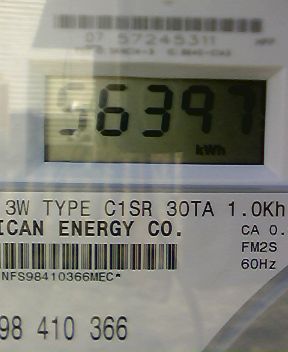 07 57245311
56397
kWh
3W TYPE C1SR 30TA 1.0Kh
ICAN ENERGY CO.
CA 0.
FM2S
60Hz
NFS98410366MEC*
98 410 366